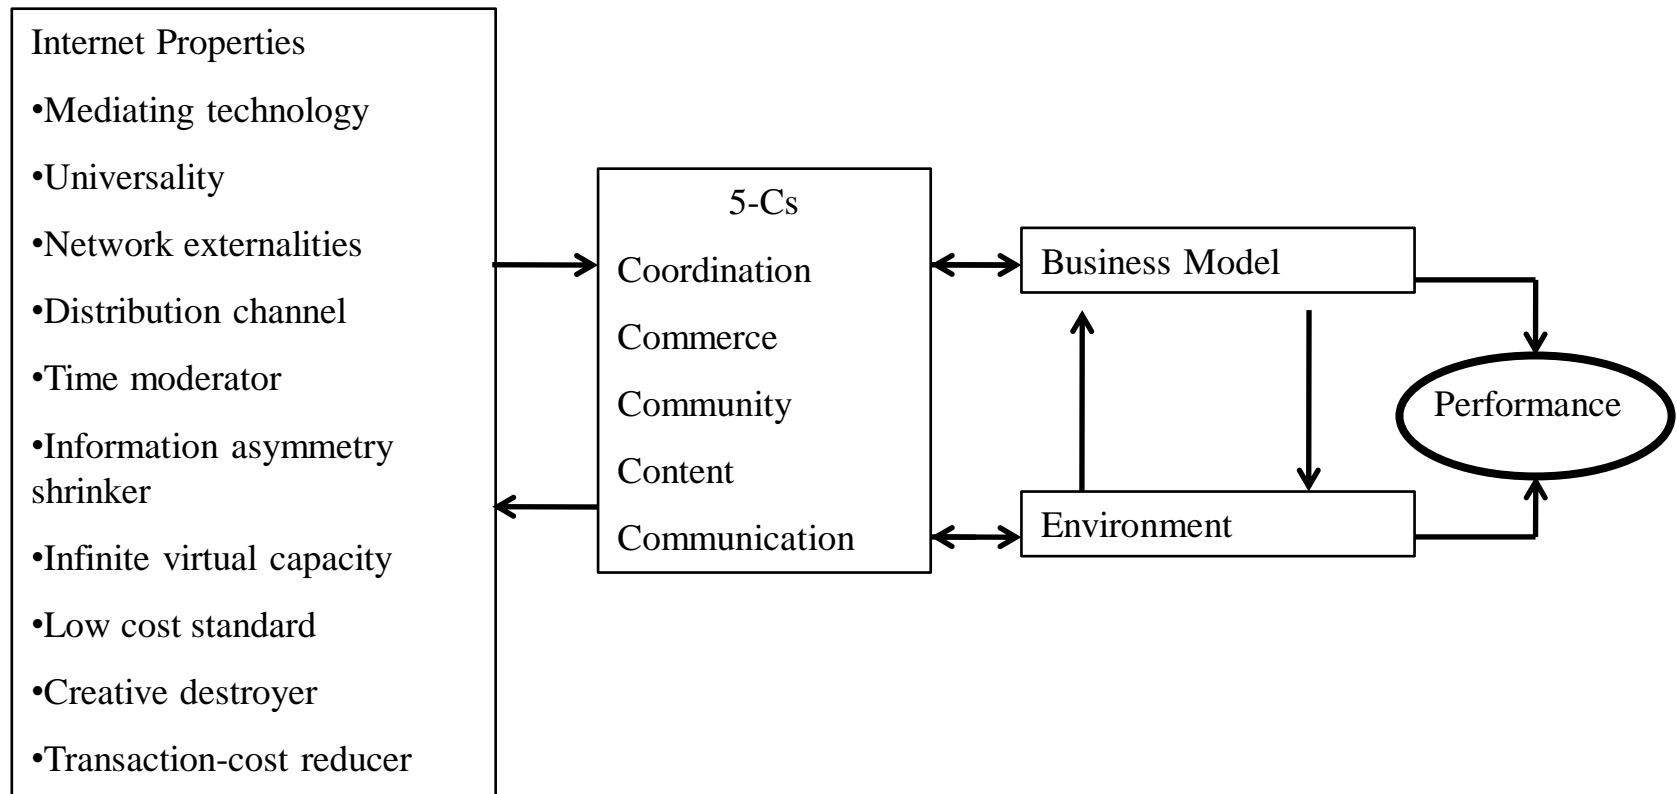 Internet Properties
•Mediating technology
•Universality
•Network externalities
•Distribution channel
•Time moderator
•Information asymmetry
shrinker
•Infinite virtual capacity
•Low cost standard
•Creative destroyer
•Transaction-cost reducer
5-Cs
Coordination
Commerce
Community
Content
Communication
Business Model
Environment
Performance